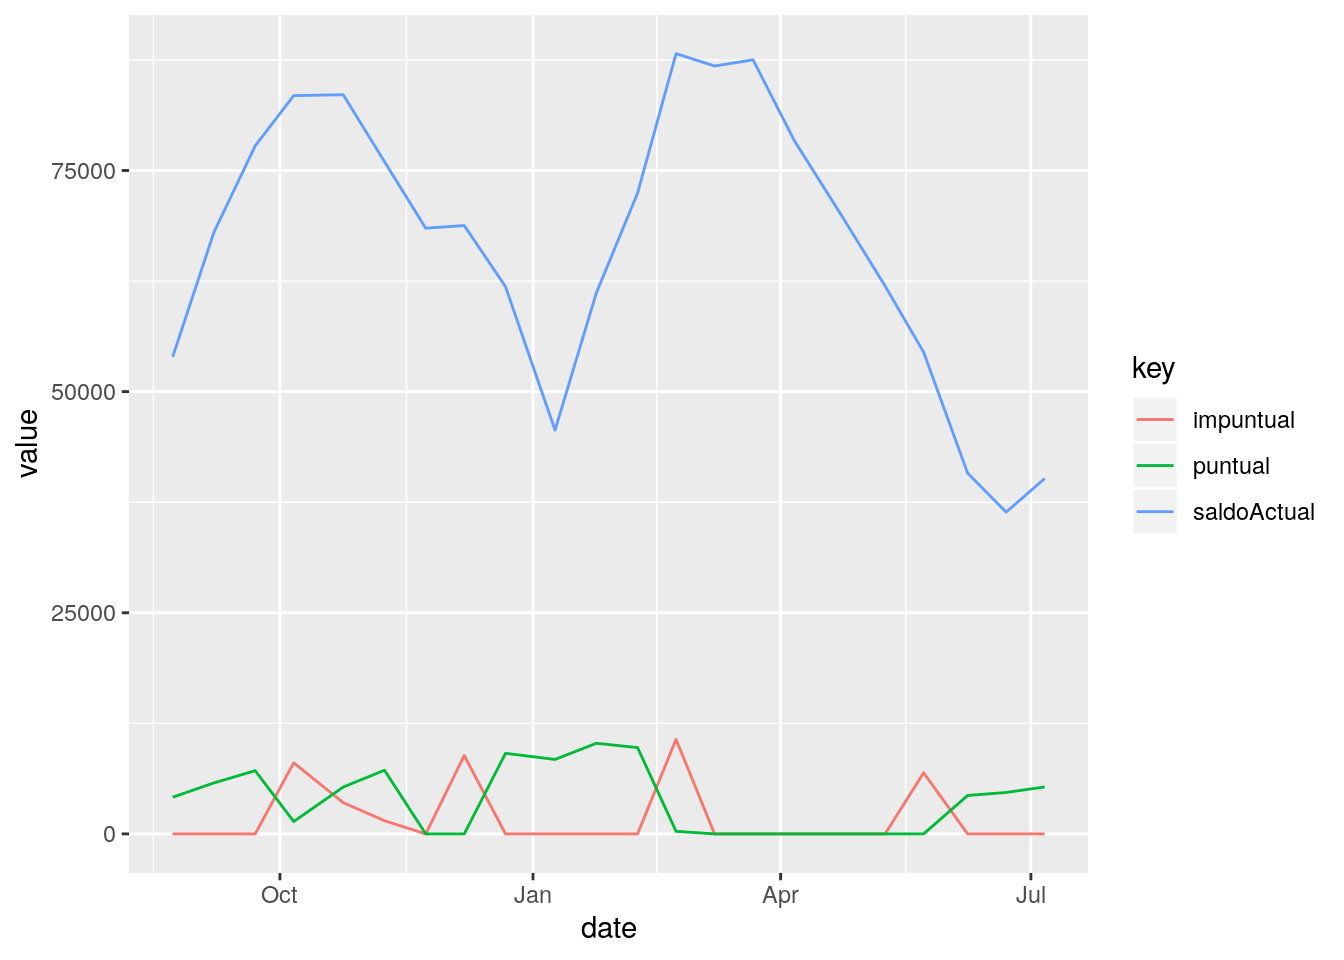 value
75000
50000
25000
0
Oct
Jan
Apr
Jul
date
key
impuntual
puntual
saldoActual